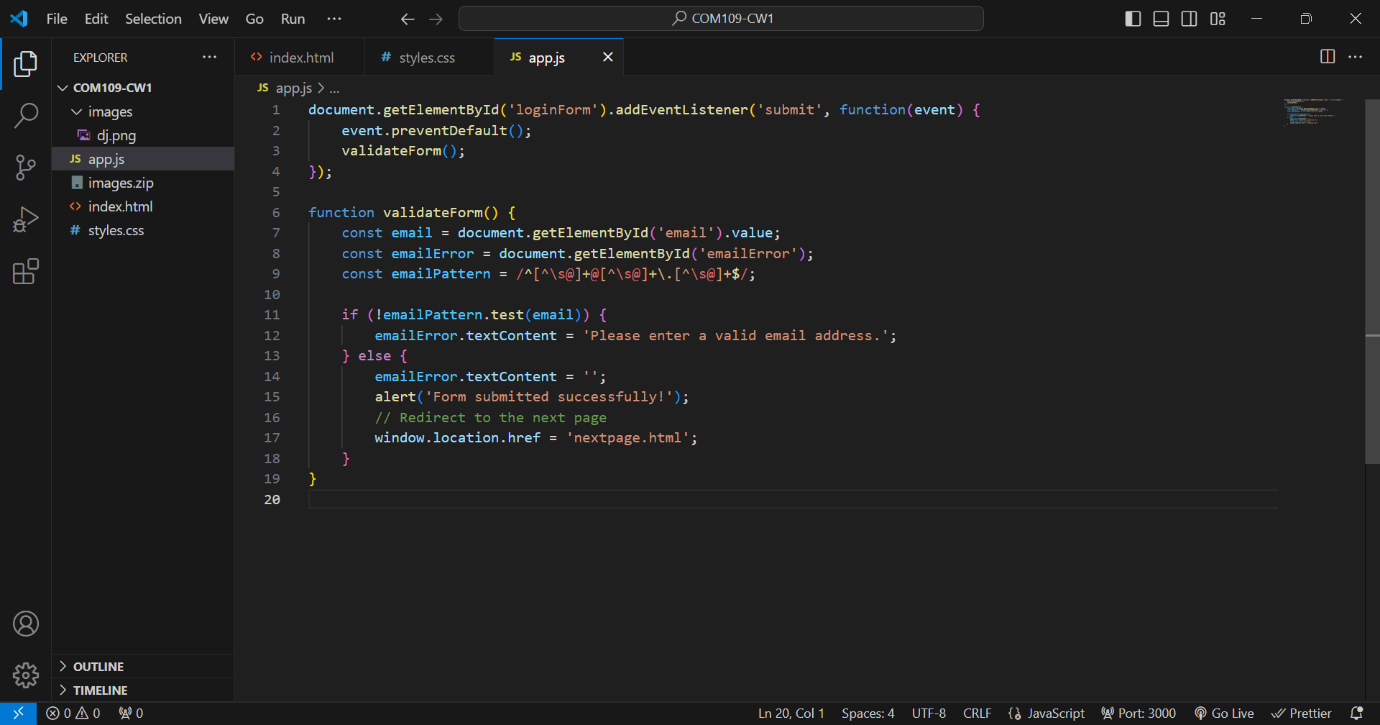 File Edit Selection View Go Run ··· COM109-CW1
EXPLORER ···
index.html
# styles.css
JS app.js
COM109-CW1
images
dj.png
JS app.js
images.zip
index.html
# styles.css
OUTLINE
TIMELINE
JS app.js > ...
1 document.getElementById('loginForm').addEventListener('submit', function(event) {
2     event.preventDefault();
3     validateForm();
4 });
5
6 function validateForm() {
7     const email = document.getElementById('email').value;
8     const emailError = document.getElementById('emailError');
9     const emailPattern = /^[^\s@]+@[^\s@]+\.[^\s@]+$/;
10
11     if (!emailPattern.test(email)) {
12         emailError.textContent = 'Please enter a valid email address.';
13     } else {
14         emailError.textContent = '';
15         alert('Form submitted successfully!');
16         // Redirect to the next page
17         window.location.href = 'nextpage.html';
18     }
19 }
20
0 0 0 Ln 20, Col 1 Spaces: 4 UTF-8 CRLF {} JavaScript Port: 3000 Go Live Prettier